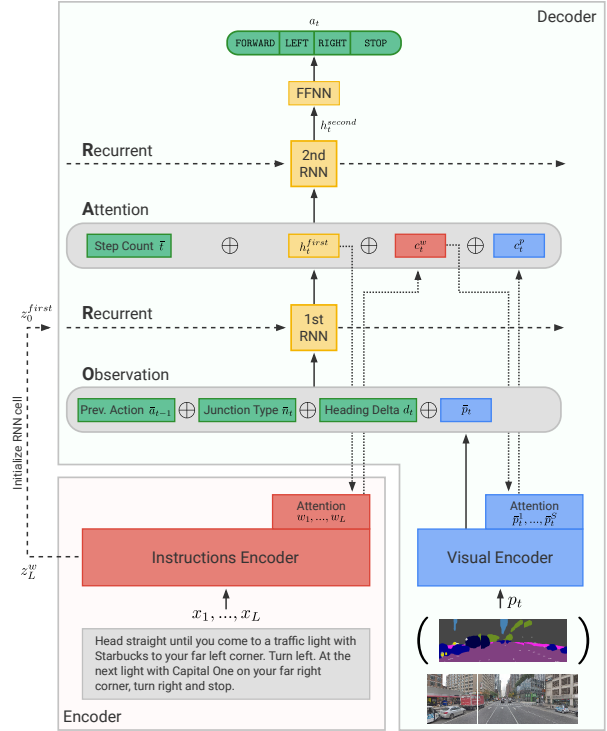 Decoder
a_t
FORWARD LEFT RIGHT STOP
FFNN
h_t^{second}
Recurrent
2nd
RNN
Attention
Step Count t̄ ⊕ h_t^{first} ⊕ c_t^w ⊕ c_t^p
z_0^{first}
Recurrent
1st
RNN
Observation
Prev. Action ā_{t−1} ⊕ Junction Type n̄_t ⊕ Heading Delta d_t ⊕ p̄_t
Initialize RNN cell
Attention
w_1, ..., w_L
Attention
p̄_t^1, ..., p̄_t^S
Instructions Encoder
Visual Encoder
z_L^w
x_1, ..., x_L
p_t
( )
Head straight until you come to a traffic light with
Starbucks to your far left corner. Turn left. At the
next light with Capital One on your far right
corner, turn right and stop.
Encoder